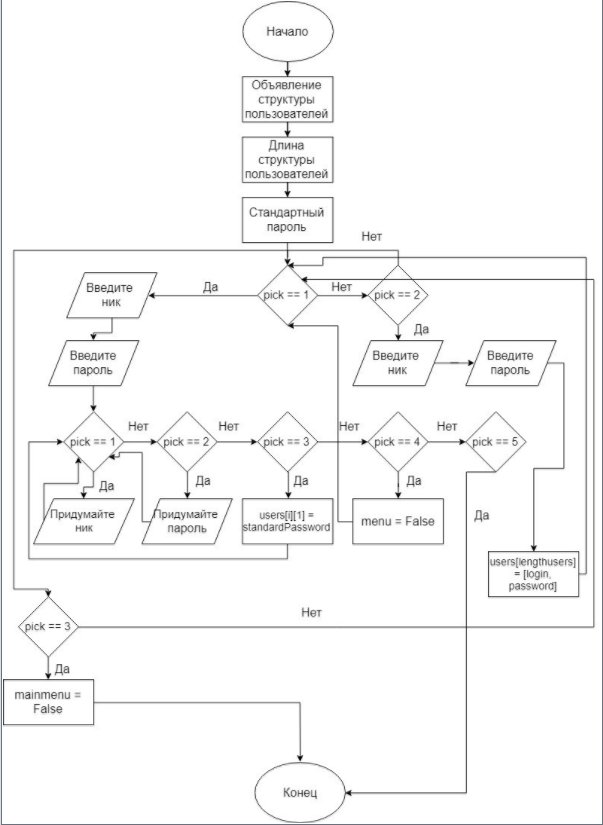 Начало
Объявление
структуры
пользователей
Длина
структуры
пользователей
Стандартный
пароль
Нет
pick == 1
Да
Нет
pick == 2
Да
Введите
ник
Введите
пароль
Введите
ник
Введите
пароль
pick == 1
Нет
pick == 2
Нет
pick == 3
Нет
pick == 4
Нет
pick == 5
Да
Да
Да
Да
Да
Придумайте
ник
Придумайте
пароль
users[i][1] =
standardPassword
menu = False
users[lengthusers]
= [login,
password]
pick == 3
Нет
Да
mainmenu =
False
Конец